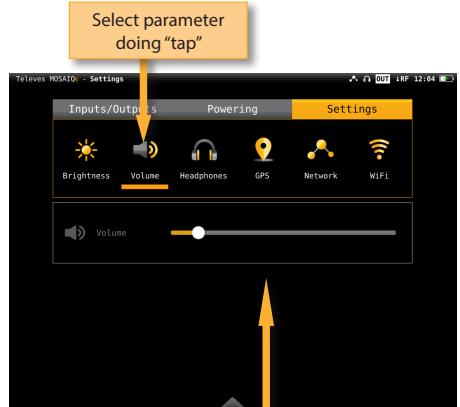 Select parameter
doing “tap”
Televes MOSAIQ6 - Settings OUT ↓RF 12:04
Inputs/Outputs Powering Settings
Brightness Volume Headphones GPS Network WiFi
Volume